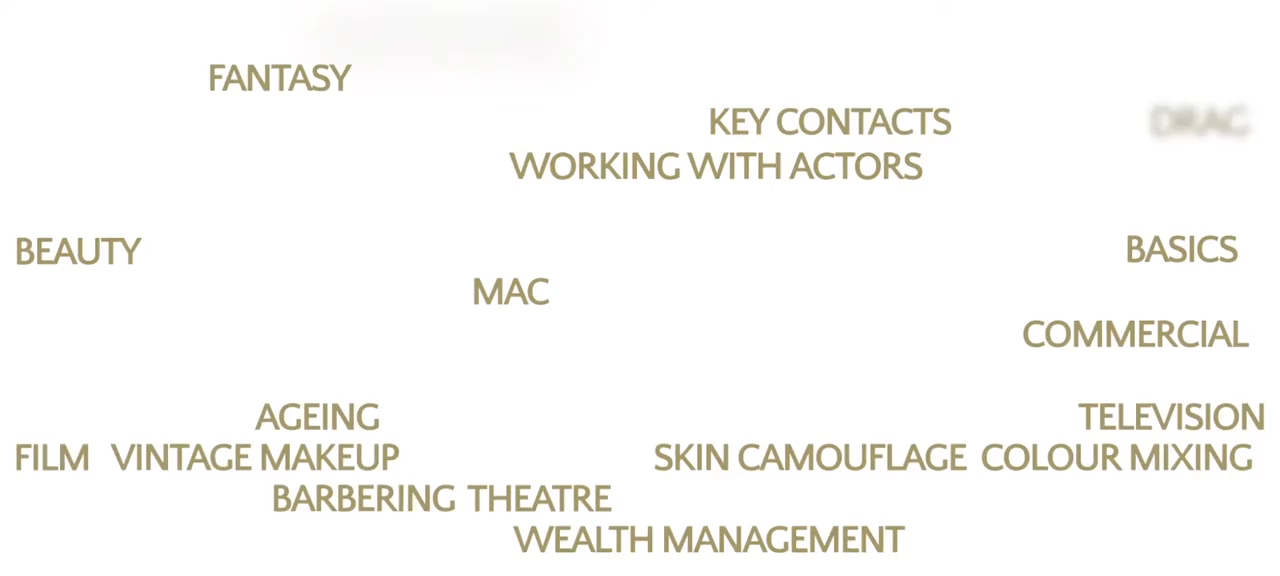 FANTASY
KEY CONTACTS
DRAG
WORKING WITH ACTORS
BEAUTY
BASICS
MAC
COMMERCIAL
AGEING
TELEVISION
FILM VINTAGE MAKEUP SKIN CAMOUFLAGE COLOUR MIXING
BARBERING THEATRE
WEALTH MANAGEMENT